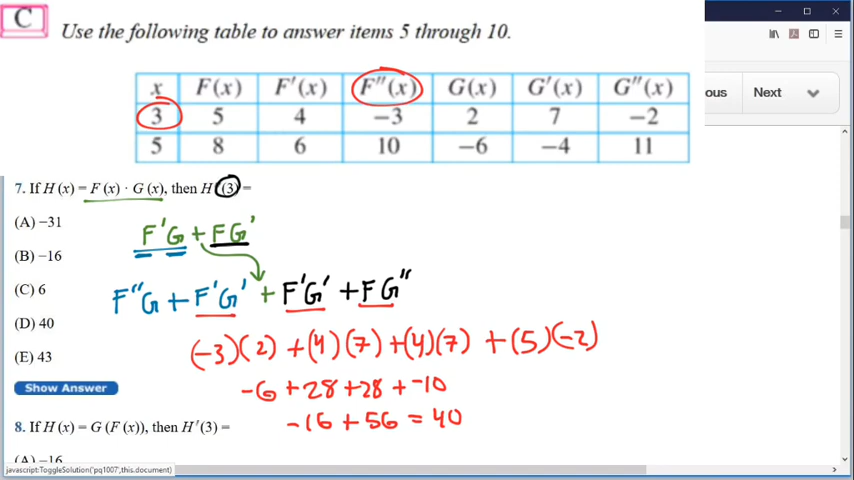 C
Use the following table to answer items 5 through 10.
x F(x) F′(x) F″(x) G(x) G′(x) G″(x)
3 5 4 −3 2 7 −2
5 8 6 10 −6 −4 11
ous Next
7. If H (x) = F (x) · G (x), then H (3) =
(A) −31
F'G + FG'
(B) −16
(C) 6
F"G + F'G' + F'G' + FG"
(D) 40
(-3)(2) + (4)(7) + (4)(7) + (5)(-2)
(E) 43
Show Answer
-6 + 28 + 28 + -10
-16 + 56 = 40
8. If H (x) = G (F (x)), then H′ (3) =
(A) −16
javascript:ToggleSolution('pq1007',this.document)